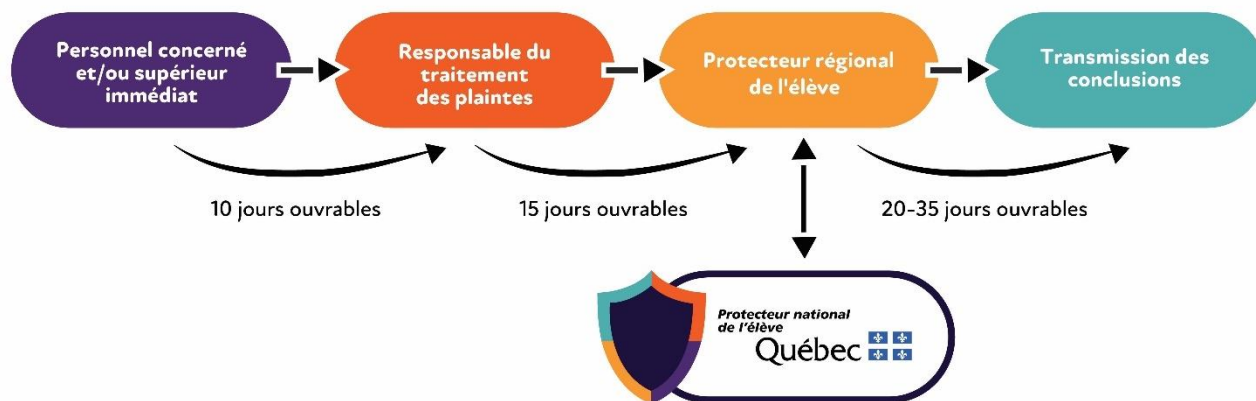 Personnel concerné
et/ou supérieur
immédiat
Responsable du
traitement
des plaintes
Protecteur régional
de l'élève
Transmission des
conclusions
10 jours ouvrables
15 jours ouvrables
20-35 jours ouvrables
Protecteur national
de l'élève
Québec